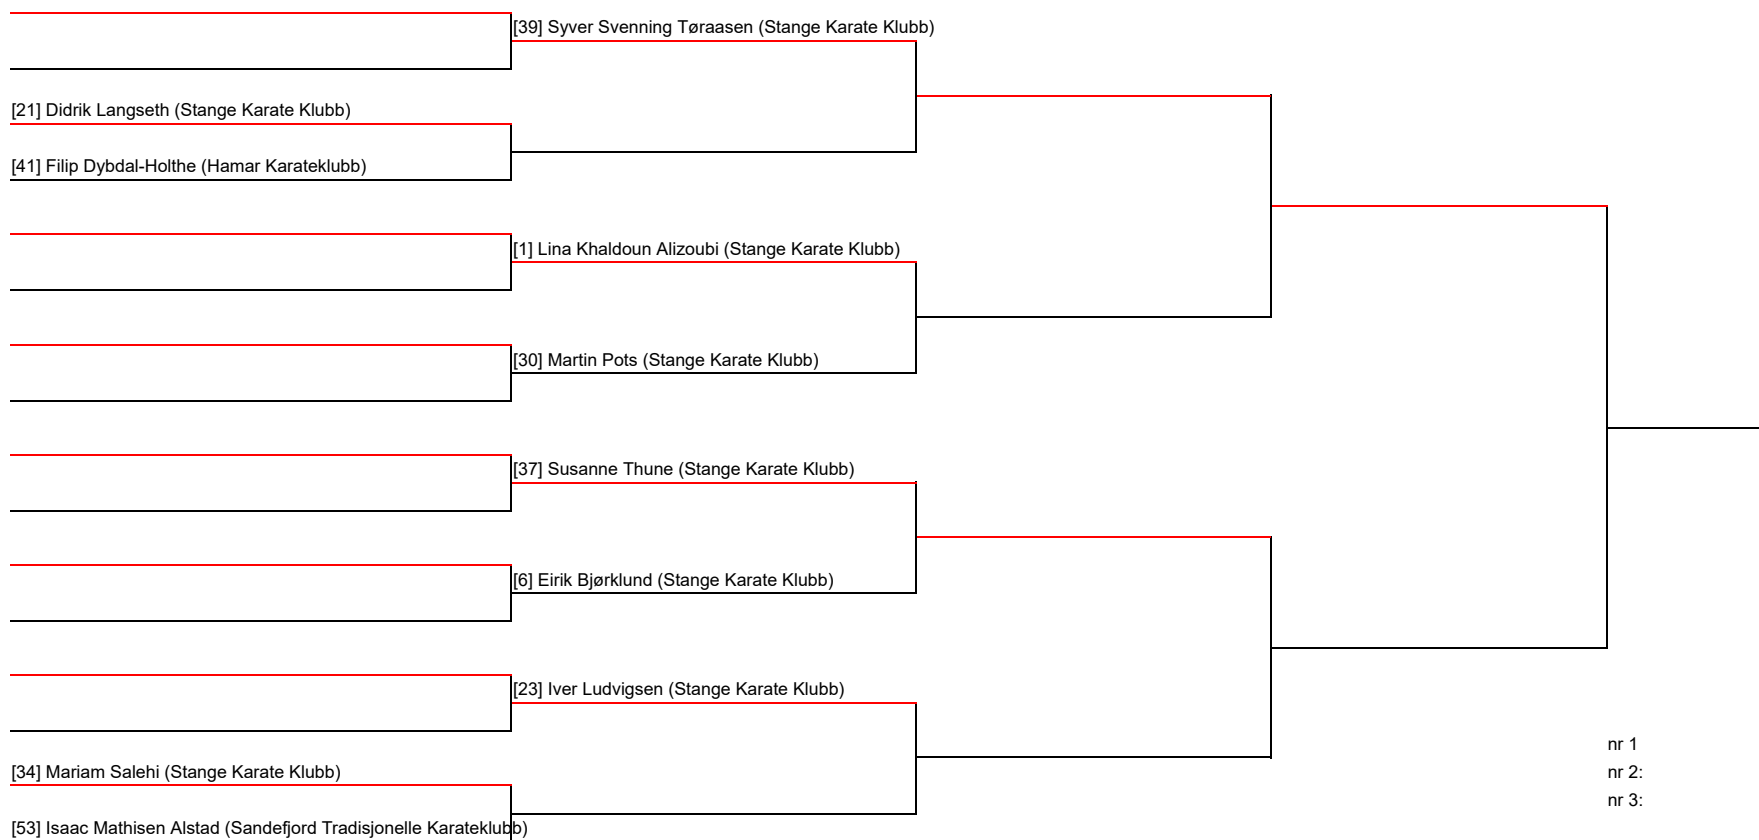 [39] Syver Svenning Tøraasen (Stange Karate Klubb)
[21] Didrik Langseth (Stange Karate Klubb)
[41] Filip Dybdal-Holthe (Hamar Karateklubb)
[1] Lina Khaldoun Alizoubi (Stange Karate Klubb)
[30] Martin Pots (Stange Karate Klubb)
[37] Susanne Thune (Stange Karate Klubb)
[6] Eirik Bjørklund (Stange Karate Klubb)
[23] Iver Ludvigsen (Stange Karate Klubb)
[34] Mariam Salehi (Stange Karate Klubb)
[53] Isaac Mathisen Alstad (Sandefjord Tradisjonelle Karateklubb)
nr 1
nr 2:
nr 3: